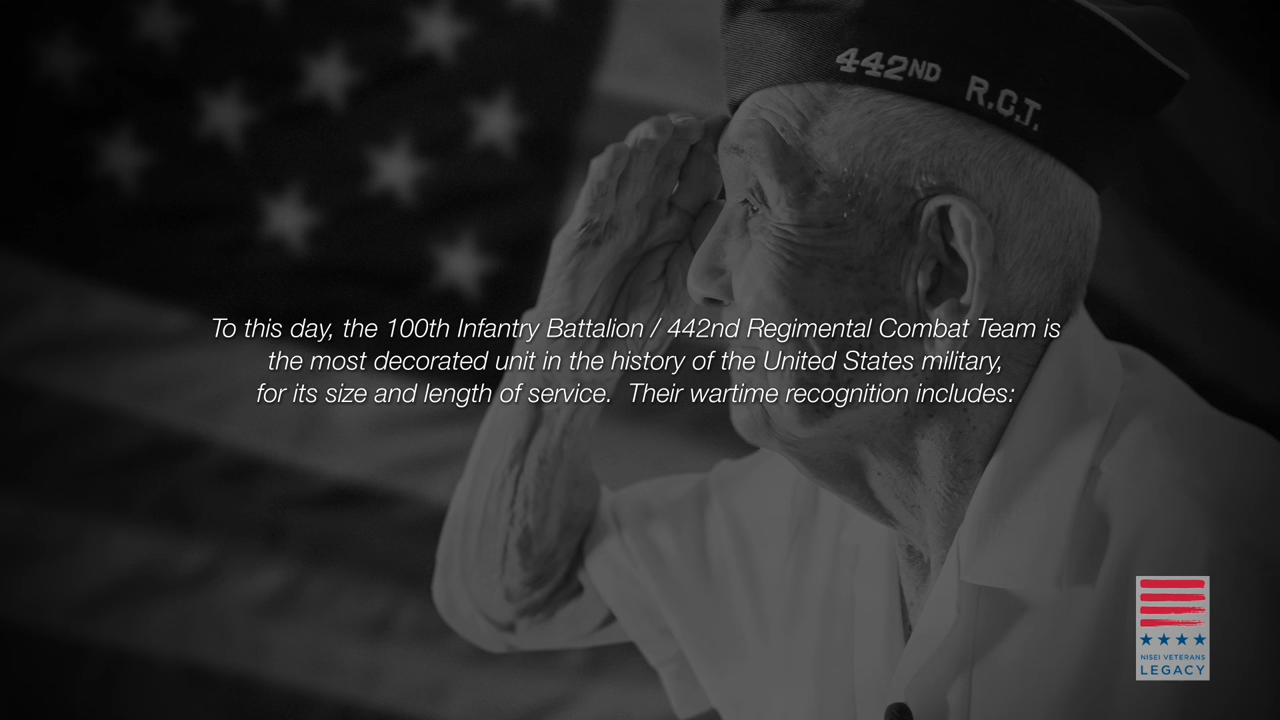 442ND R.C.T.
To this day, the 100th Infantry Battalion / 442nd Regimental Combat Team is
the most decorated unit in the history of the United States military,
for its size and length of service.  Their wartime recognition includes:
NISEI VETERANS
LEGACY